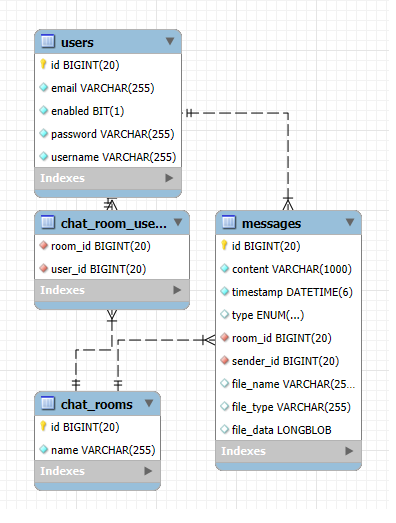 users
id BIGINT(20)
email VARCHAR(255)
enabled BIT(1)
password VARCHAR(255)
username VARCHAR(255)
Indexes
chat_room_use...
room_id BIGINT(20)
user_id BIGINT(20)
Indexes
messages
id BIGINT(20)
content VARCHAR(1000)
timestamp DATETIME(6)
type ENUM(...)
room_id BIGINT(20)
sender_id BIGINT(20)
file_name VARCHAR(25...
file_type VARCHAR(255)
file_data LONGBLOB
Indexes
chat_rooms
id BIGINT(20)
name VARCHAR(255)
Indexes